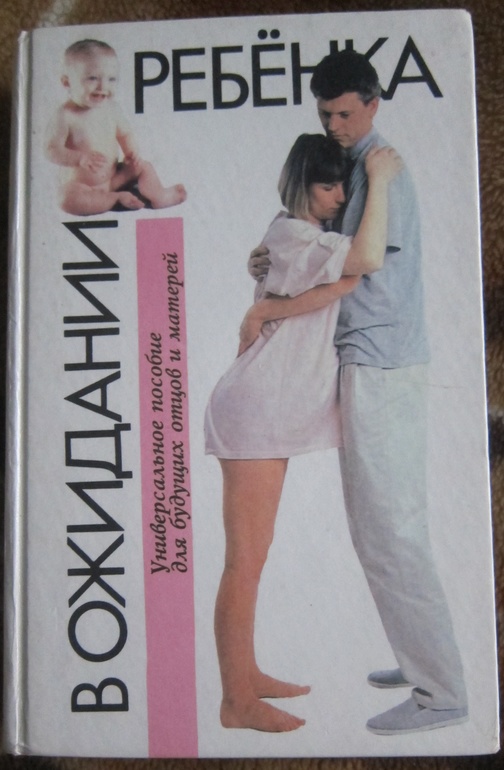 В ОЖИДАНИИ
РЕБЁНКА
Универсальное пособие
для будущих отцов и матерей